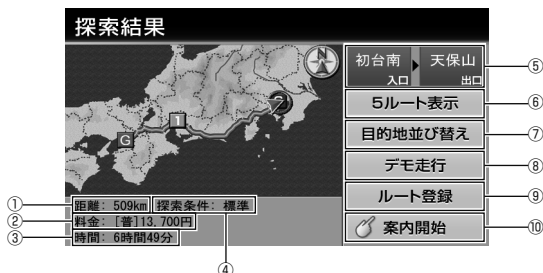 探索結果
初台南 天保山
入口 出口
5ルート表示
目的地並び替え
デモ走行
ルート登録
案内開始
G
1
2
距離: 509km 探索条件: 標準
料金: [普]13,700円
時間: 6時間49分
①
②
③
④
⑤
⑥
⑦
⑧
⑨
⑩